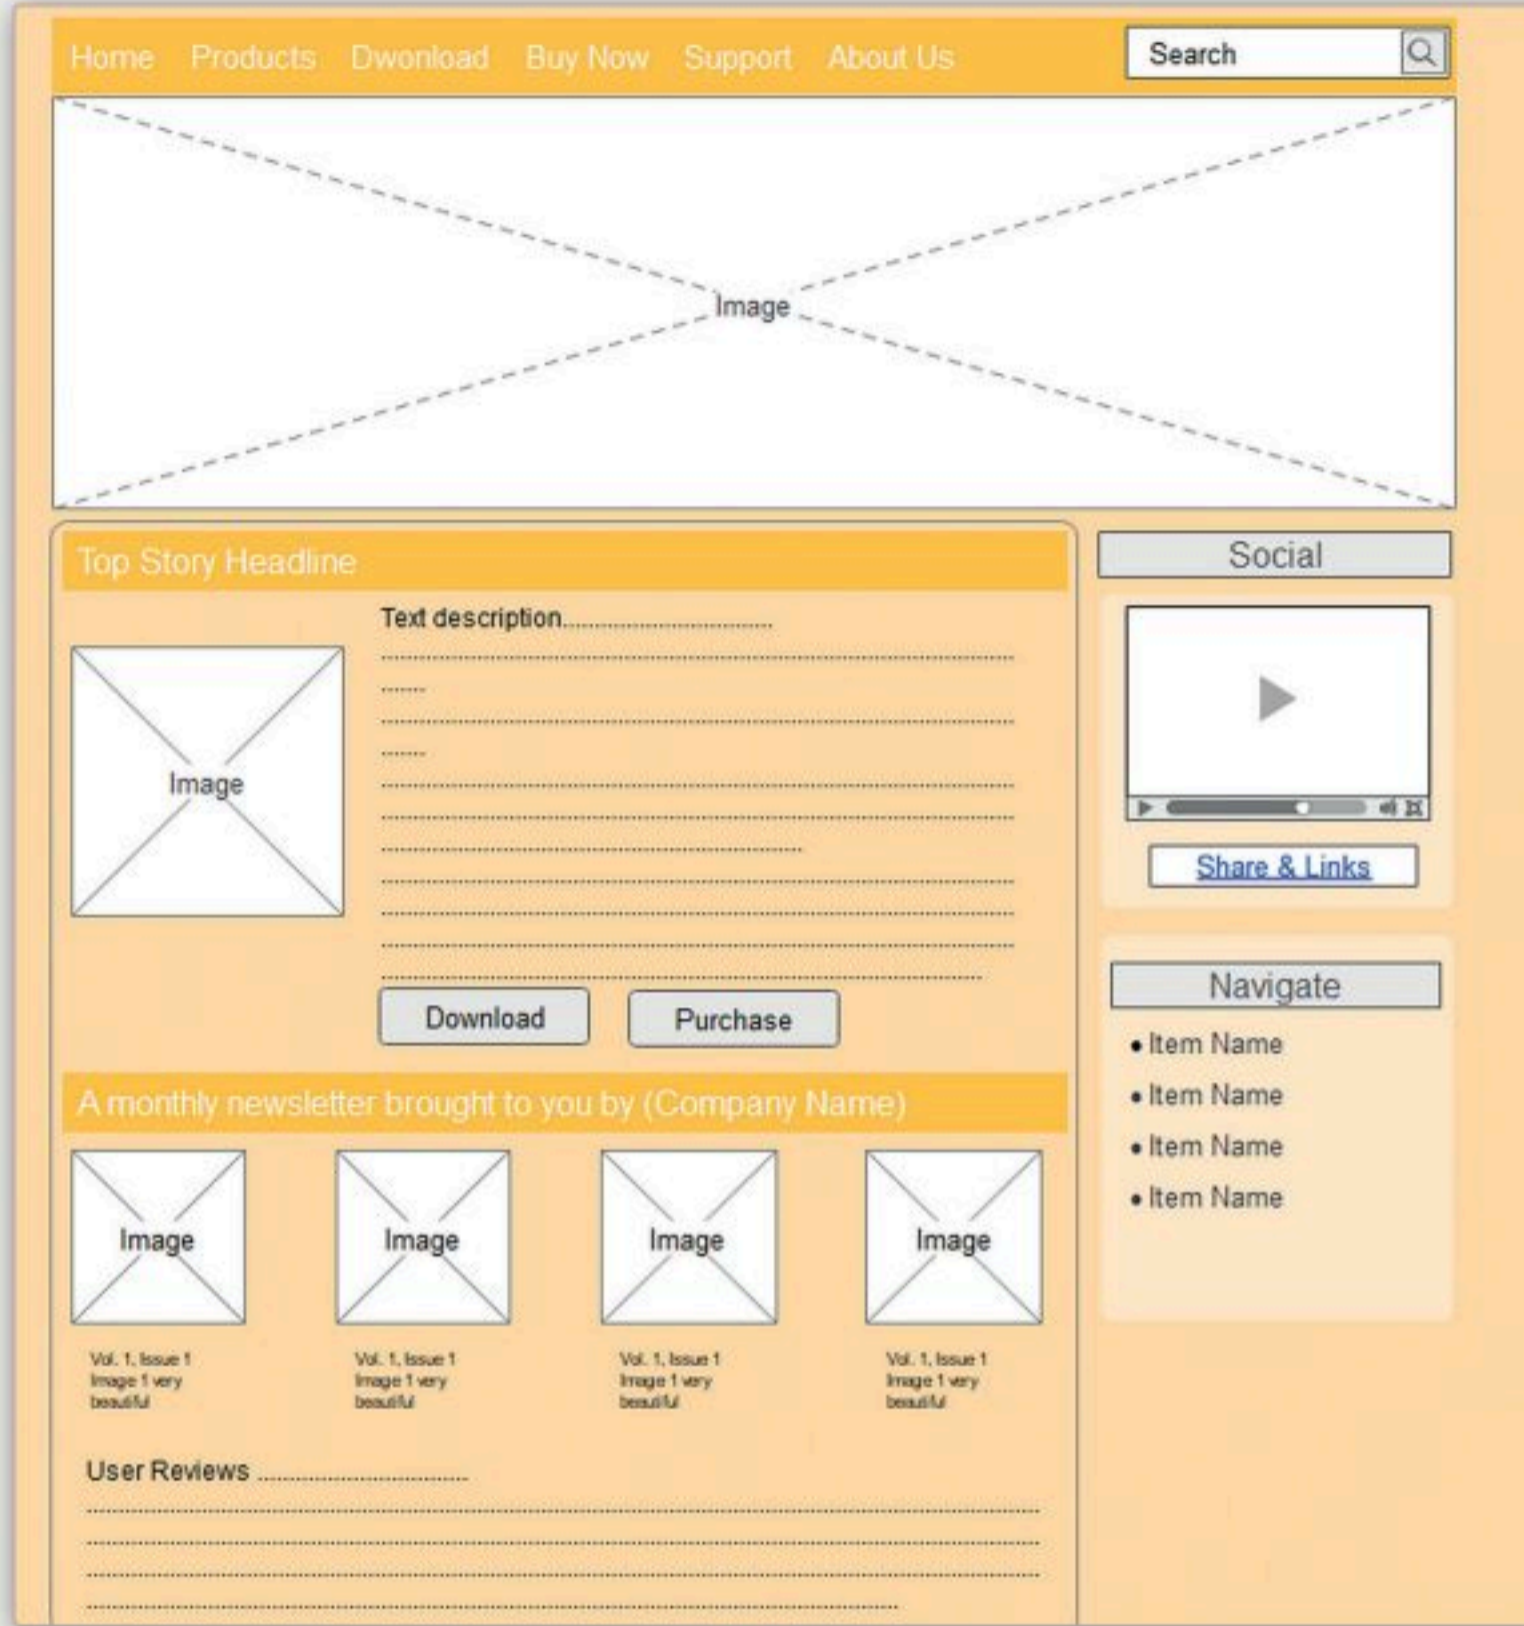 Home Products Dwonload Buy Now Support About Us
Search
Image
Top Story Headline
Text description.................................
Image
Download
Purchase
A monthly newsletter brought to you by (Company Name)
Image
Image
Image
Image
Vol. 1, Issue 1
Image 1 very
beautiful
Vol. 1, Issue 1
Image 1 very
beautiful
Vol. 1, Issue 1
Image 1 very
beautiful
Vol. 1, Issue 1
Image 1 very
beautiful
User Reviews .................................
Social
Share & Links
Navigate
• Item Name
• Item Name
• Item Name
• Item Name